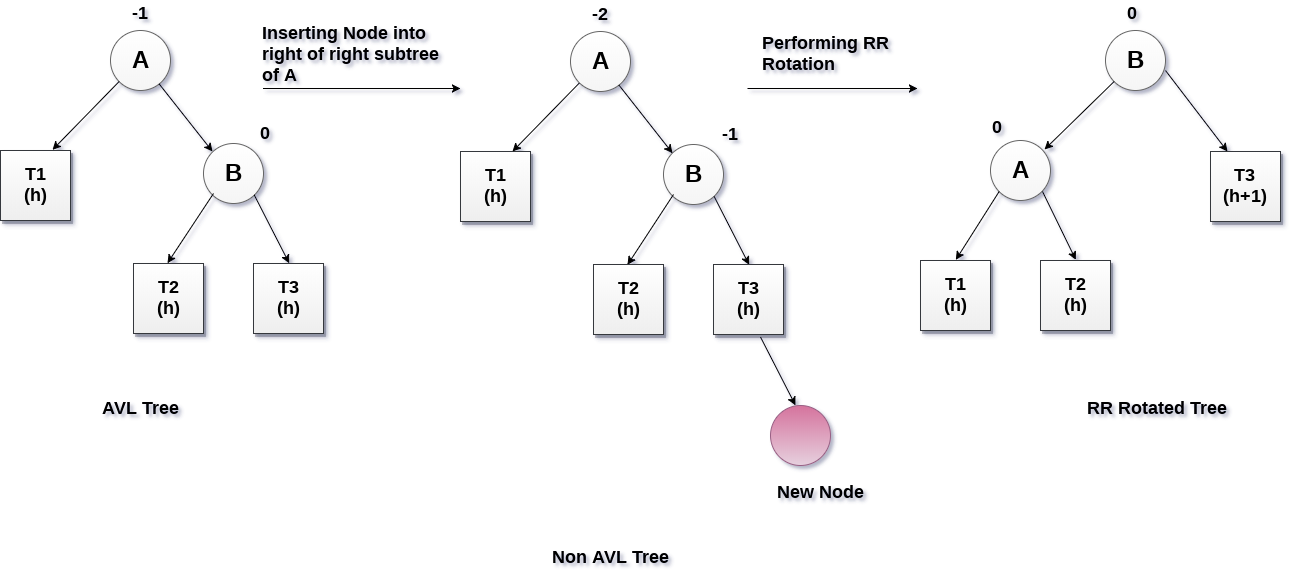 -1
A
T1
(h)
0
B
T2
(h)
T3
(h)
AVL Tree
Inserting Node into
right of right subtree
of A
-2
A
T1
(h)
-1
B
T2
(h)
T3
(h)
New Node
Non AVL Tree
Performing RR
Rotation
0
B
0
A
T3
(h+1)
T1
(h)
T2
(h)
RR Rotated Tree